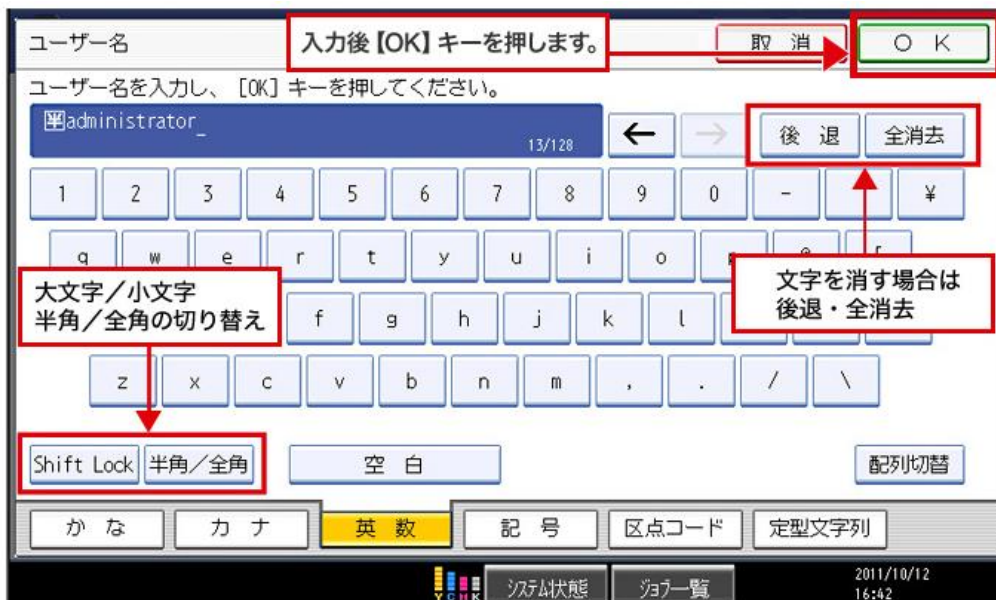 ユーザー名
入力後【OK】キーを押します。
取 消
O K
ユーザー名を入力し、[OK]キーを押してください。
半administrator_
13/128
← → 後 退 全消去
1 2 3 4 5 6 7 8 9 0 - ¥
q w e r t y u i o
大文字/小文字
半角/全角の切り替え
文字を消す場合は
後退・全消去
f g h j k l
z x c v b n m , . / \
Shift Lock 半角/全角 空 白 配列切替
か な カ ナ 英 数 記 号 区点コード 定型文字列
Y C M K システム状態 ジョブ一覧 2011/10/12
16:42